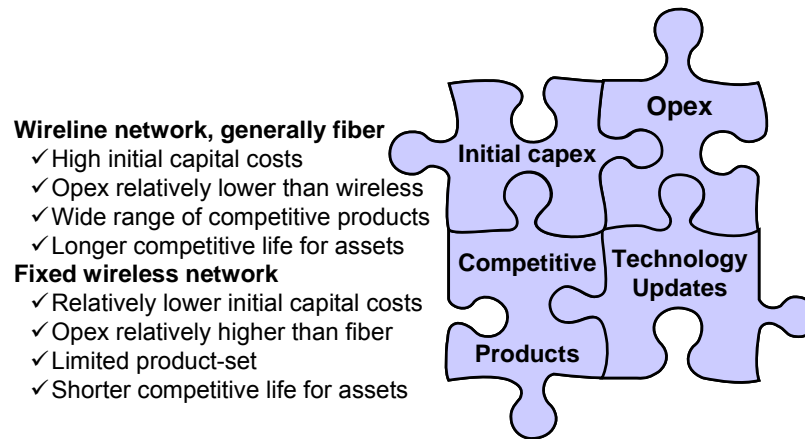 Wireline network, generally fiber
✓High initial capital costs
✓Opex relatively lower than wireless
✓Wide range of competitive products
✓Longer competitive life for assets
Fixed wireless network
✓Relatively lower initial capital costs
✓Opex relatively higher than fiber
✓Limited product-set
✓Shorter competitive life for assets
Initial capex
Opex
Competitive
Products
Technology
Updates